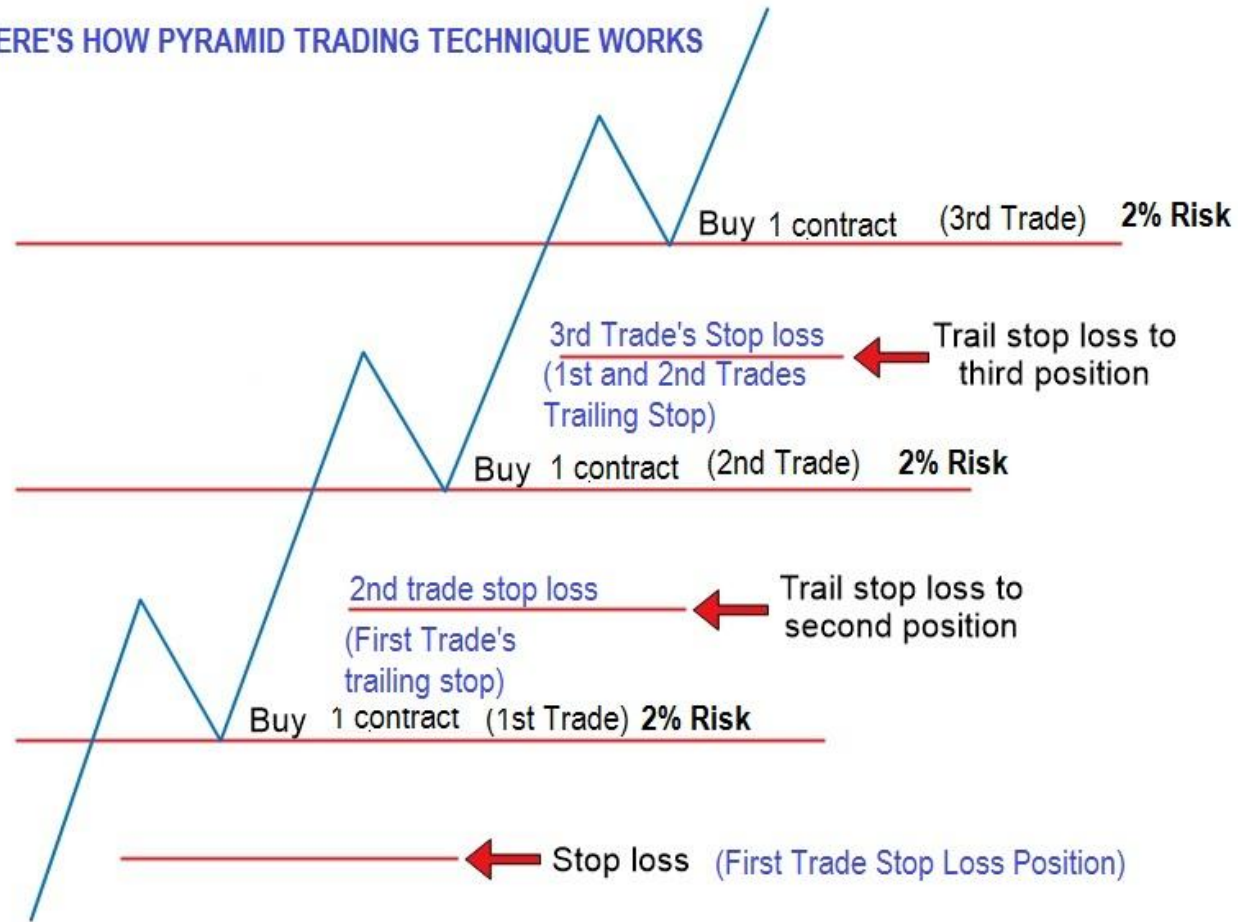 ERE'S HOW PYRAMID TRADING TECHNIQUE WORKS
Buy 1 contract (3rd Trade) 2% Risk
3rd Trade's Stop loss
(1st and 2nd Trades
Trailing Stop)
Trail stop loss to
third position
Buy 1 contract (2nd Trade) 2% Risk
2nd trade stop loss
(First Trade's
trailing stop)
Trail stop loss to
second position
Buy 1 contract (1st Trade) 2% Risk
Stop loss (First Trade Stop Loss Position)